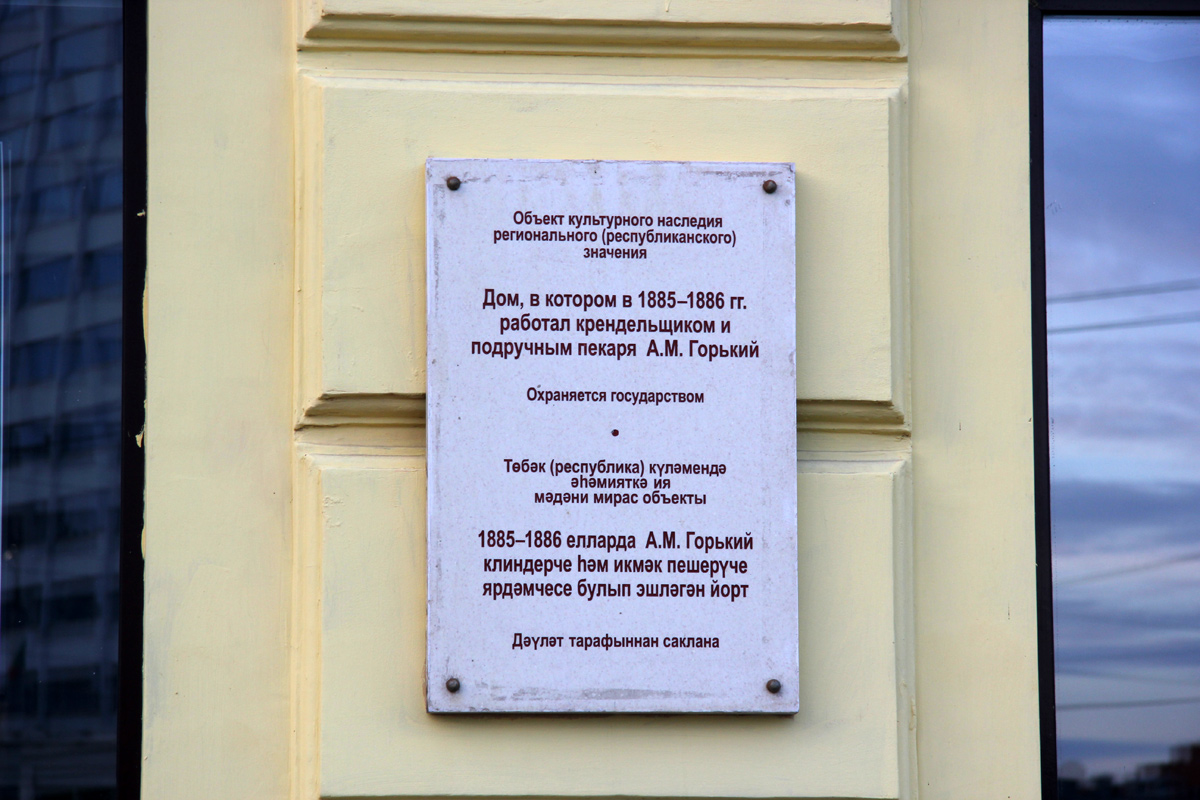 Объект культурного наследия
регионального (республиканского)
значения
Дом, в котором в 1885–1886 гг.
работал крендельщиком и
подручным пекаря А.М. Горький
Охраняется государством
Төбәк (республика) күләмендә
әһәмияткә ия
мәдәни мирас объекты
1885–1886 елларда А.М. Горький
клиндерче һәм икмәк пешерүче
ярдәмчесе булып эшләгән йорт
Дәүләт тарафыннан саклана